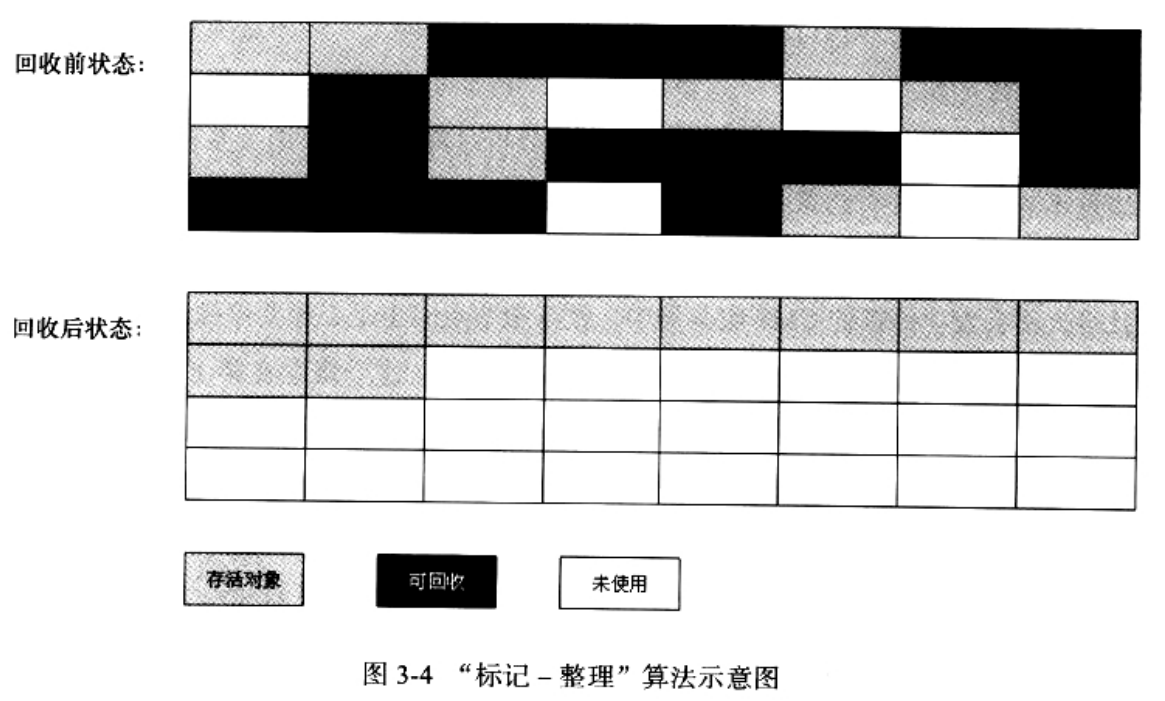 回收前状态:
回收后状态:
存活对象
可回收
未使用
图 3-4 “标记 – 整理”算法示意图